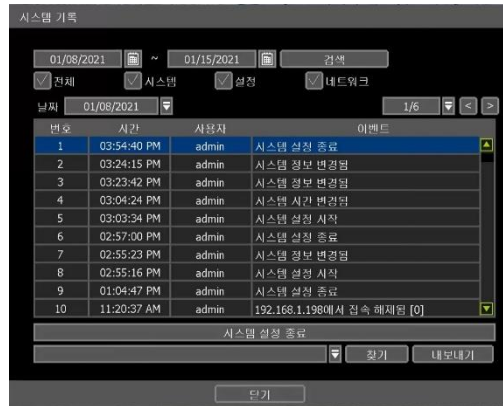 시스템 기록
01/08/2021 ~ 01/15/2021 검색
전체 시스템 설정 네트워크
날짜 01/08/2021 1/6 < >
번호 시간 사용자 이벤트
1 03:54:40 PM admin 시스템 설정 종료
2 03:24:15 PM admin 시스템 정보 변경됨
3 03:23:42 PM admin 시스템 정보 변경됨
4 03:04:24 PM admin 시스템 시간 변경됨
5 03:03:34 PM admin 시스템 설정 시작
6 02:57:00 PM admin 시스템 설정 종료
7 02:55:23 PM admin 시스템 정보 변경됨
8 02:55:16 PM admin 시스템 설정 시작
9 01:04:47 PM admin 시스템 설정 종료
10 11:20:37 AM admin 192.168.1.198에서 접속 해제됨 [0]
시스템 설정 종료
찾기 내보내기
닫기